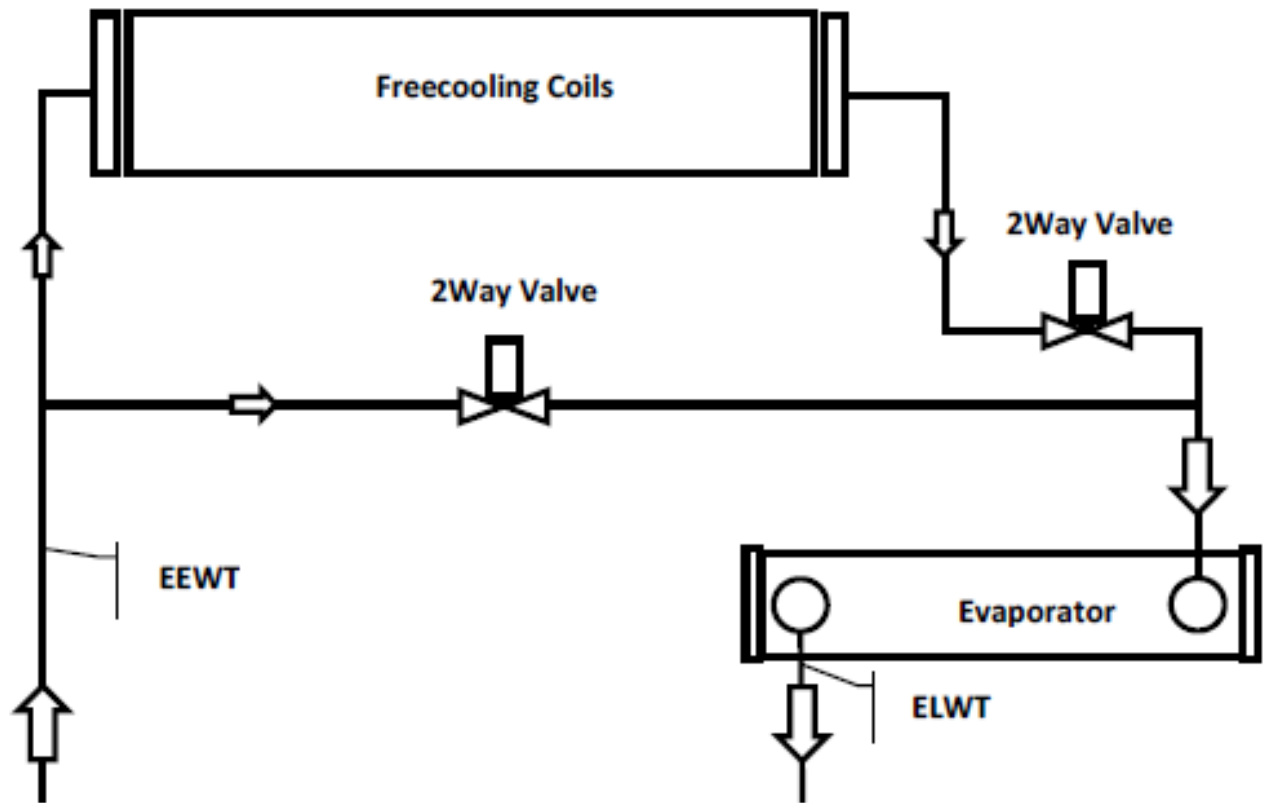 Freecooling Coils
2Way Valve
2Way Valve
EEWT
Evaporator
ELWT